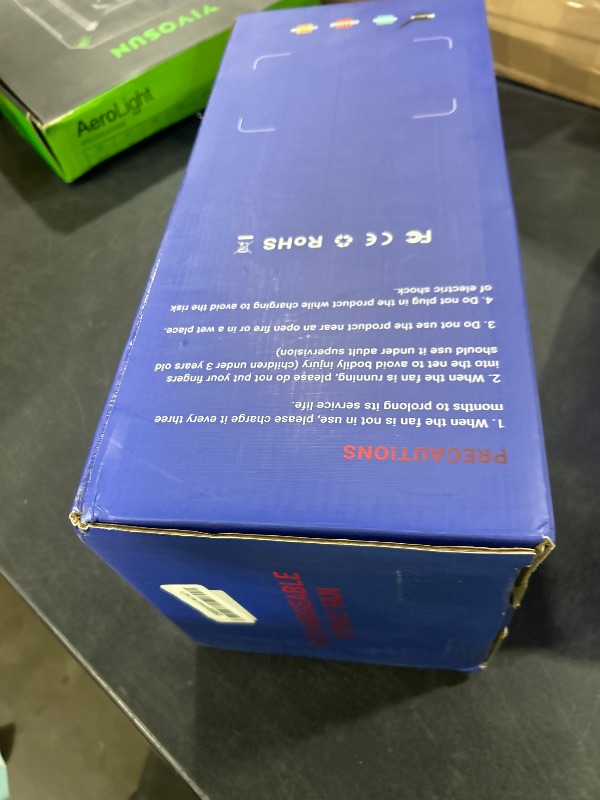 VIVOSUN
AeroLight
PRECAUTIONS
1. When the fan is not in use, please charge it every three
months to prolong its service life.
2. When the fan is running, please do not put your fingers
into the net to avoid bodily injury (children under 3 years old
should use it under adult supervision)
3. Do not use the product near an open fire or in a wet place.
4. Do not plug in the product while charging to avoid the risk
of electric shock.
FC CE RoHS
FAN